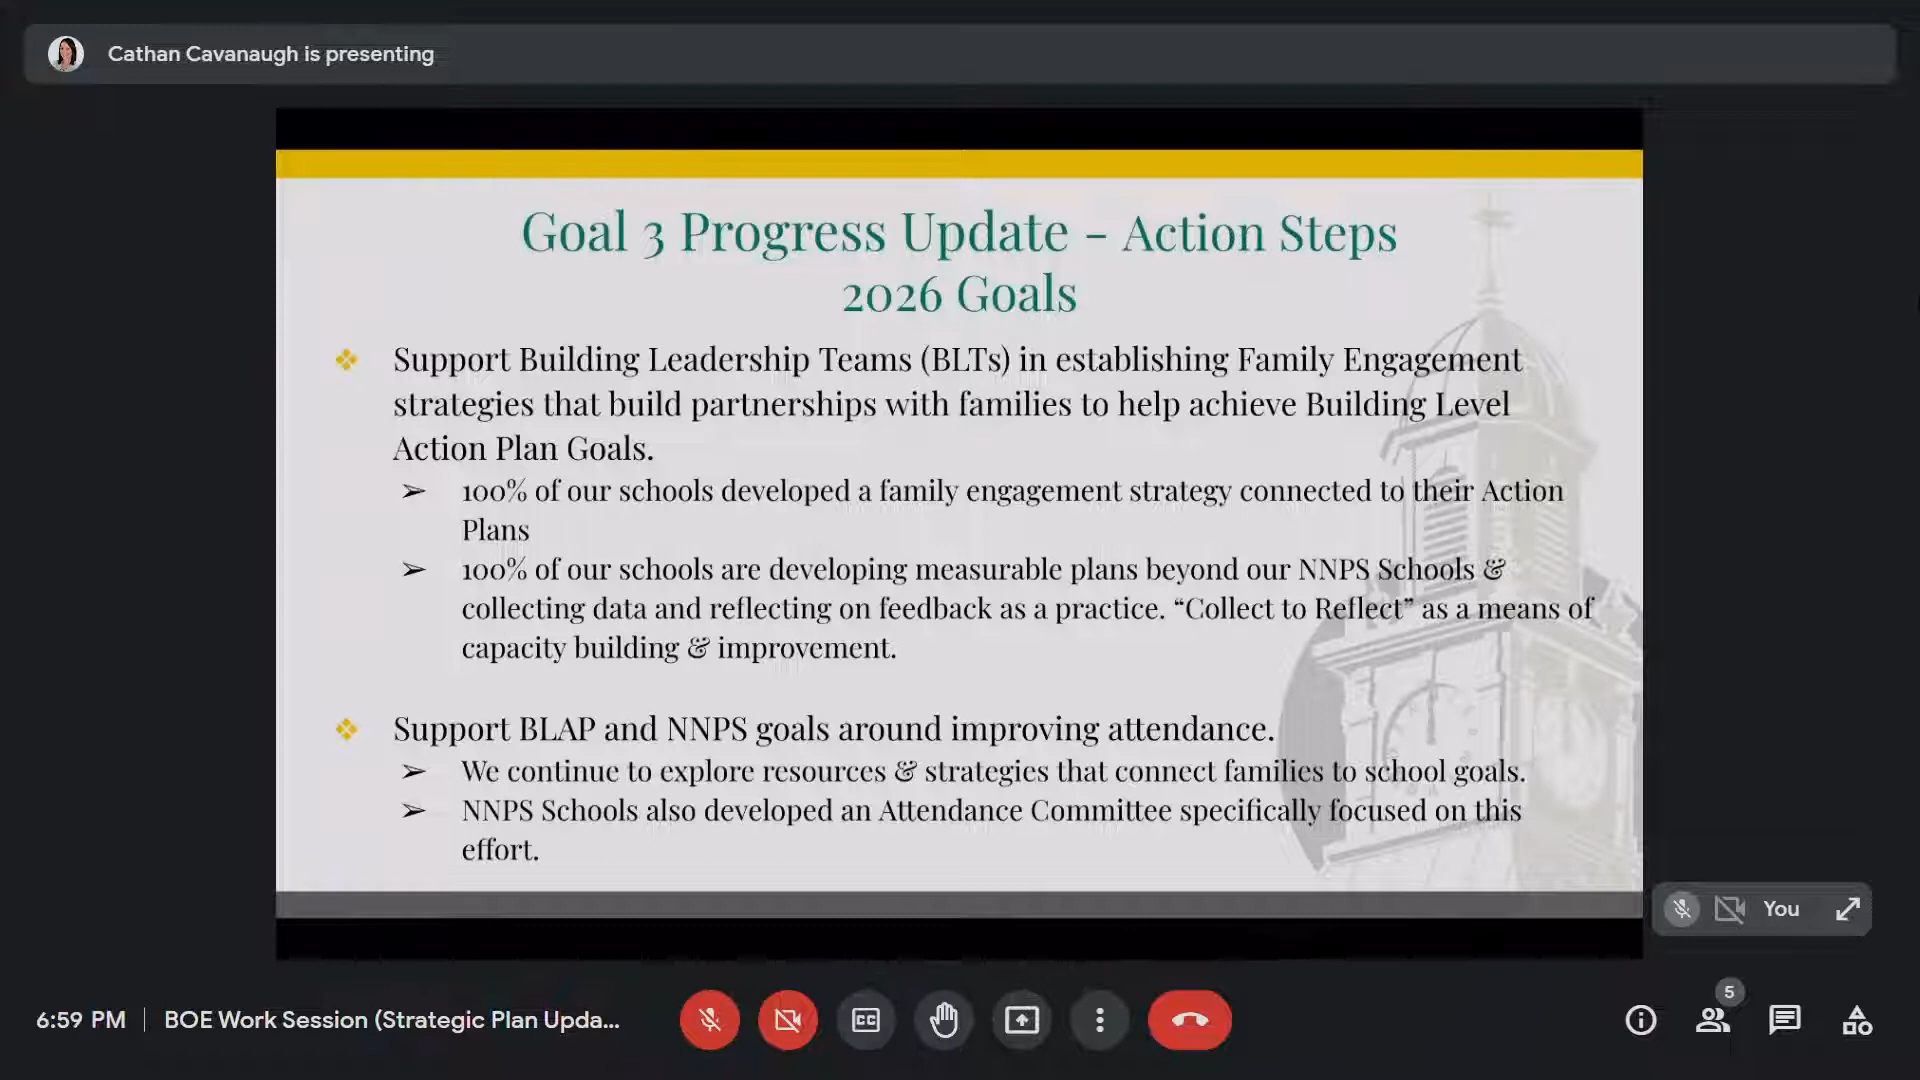 Cathan Cavanaugh is presenting
Goal 3 Progress Update - Action Steps
2026 Goals
Support Building Leadership Teams (BLTs) in establishing Family Engagement
strategies that build partnerships with families to help achieve Building Level
Action Plan Goals.
➢ 100% of our schools developed a family engagement strategy connected to their Action
Plans
➢ 100% of our schools are developing measurable plans beyond our NNPS Schools &
collecting data and reflecting on feedback as a practice. “Collect to Reflect” as a means of
capacity building & improvement.
Support BLAP and NNPS goals around improving attendance.
➢ We continue to explore resources & strategies that connect families to school goals.
➢ NNPS Schools also developed an Attendance Committee specifically focused on this
effort.
You
6:59 PM | BOE Work Session (Strategic Plan Upda...
CC
5